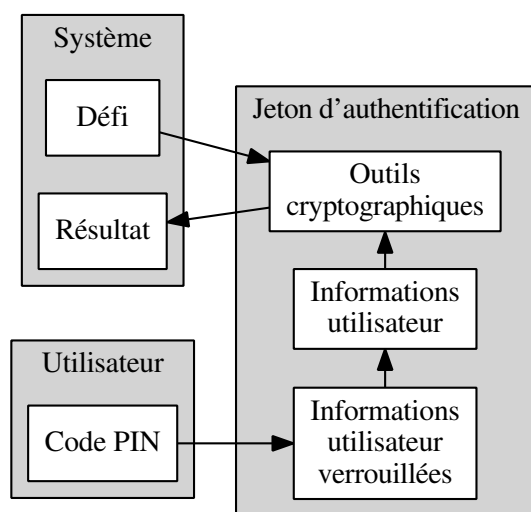 Système
Défi
Résultat
Jeton d’authentification
Outils
cryptographiques
Informations
utilisateur
Informations
utilisateur
verrouillées
Utilisateur
Code PIN